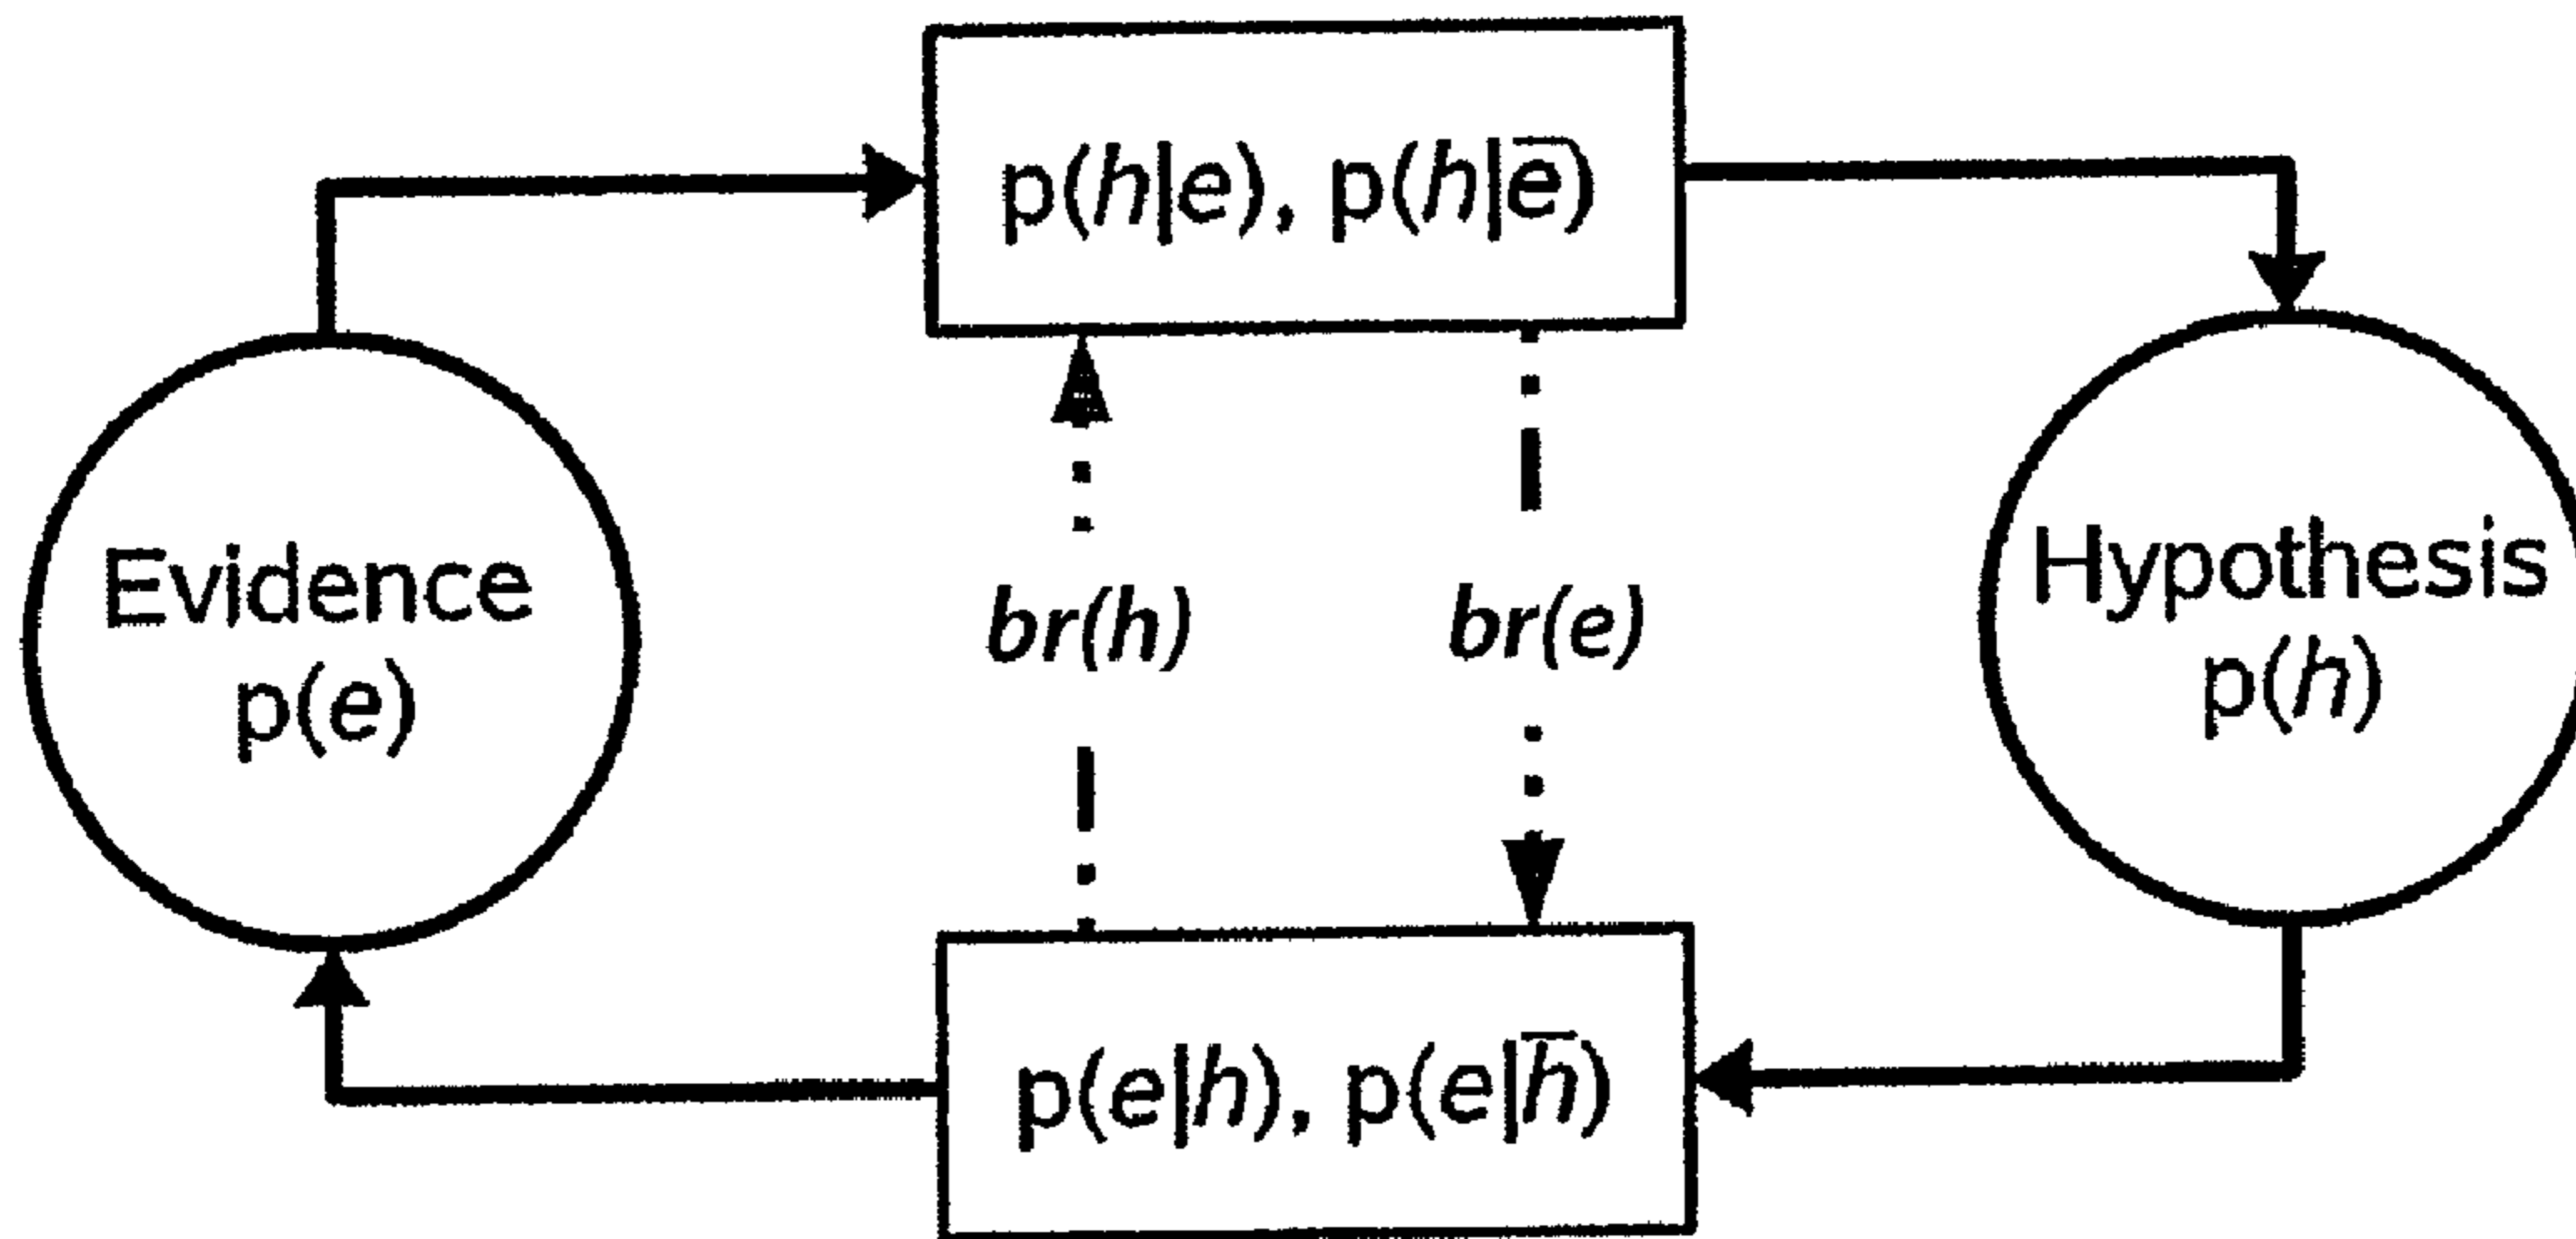 p(h|e), p(h|e̅)
Evidence
p(e)
br(h)
br(e)
Hypothesis
p(h)
p(e|h), p(e|h̅)